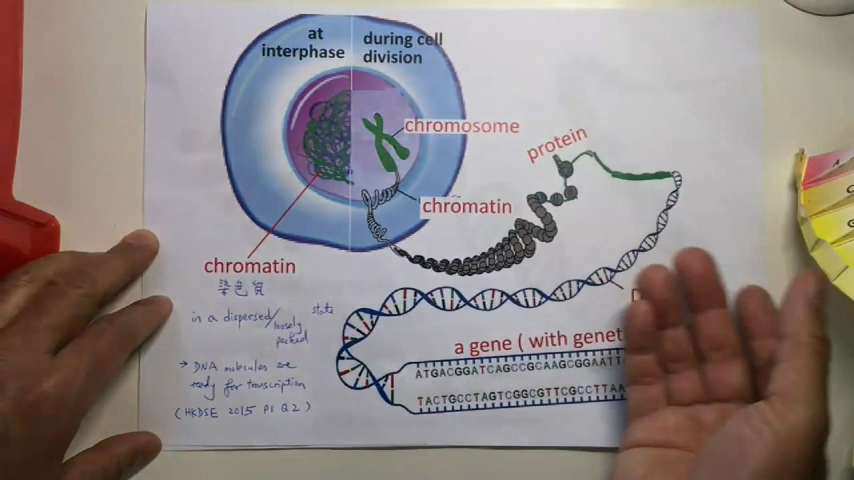 at
interphase
during cell
division
chromosome
protein
chromatin
chromatin
染色質
in a dispersed/loosely packed state
→ DNA molecules are
ready for transcription
(HKDSE 2015 P1 Q2)
D
a gene (with genet
ATGACGGATCAGCCGCAAGCGGAATT
TACTGCCTAGTCGGCGTTCGCCTTAA
A